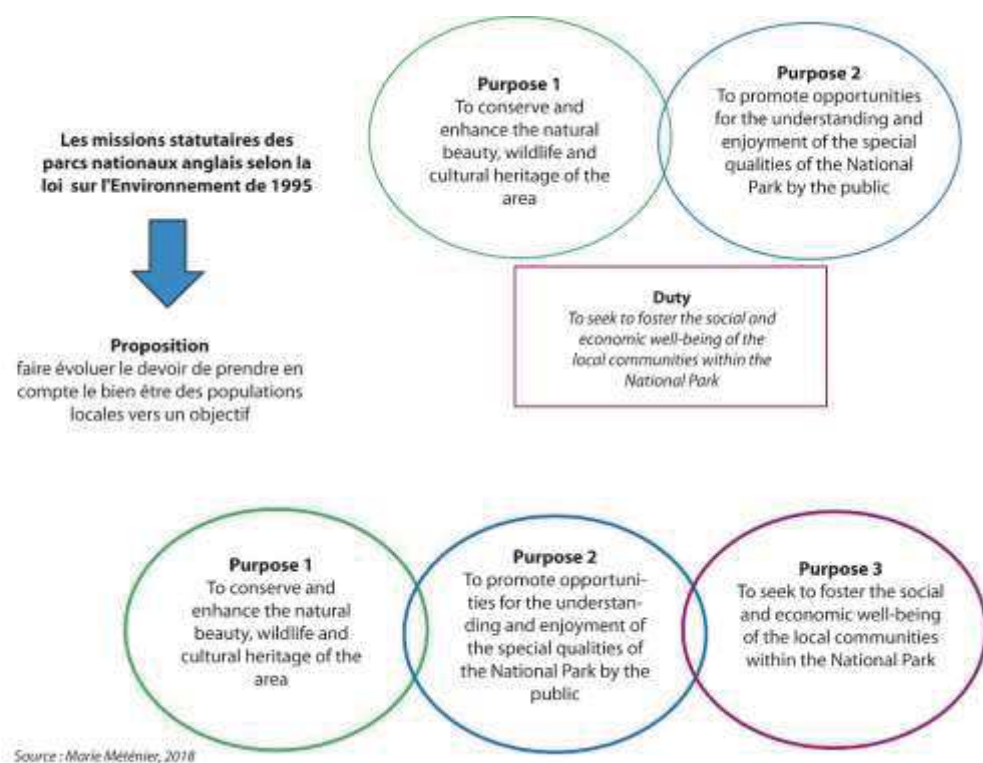 Les missions statutaires des
parcs nationaux anglais selon la
loi sur l'Environnement de 1995
Proposition
faire évoluer le devoir de prendre en
compte le bien être des populations
locales vers un objectif
Purpose 1
To conserve and
enhance the natural
beauty, wildlife and
cultural heritage of the
area
Purpose 2
To promote opportunities
for the understanding and
enjoyment of the special
qualities of the National
Park by the public
Duty
To seek to foster the social and
economic well-being of the
local communities within the
National Park
Purpose 1
To conserve and
enhance the natural
beauty, wildlife and
cultural heritage of the
area
Purpose 2
To promote opportuni-
ties for the understan-
ding and enjoyment of
the special qualities of
the National Park by the
public
Purpose 3
To seek to foster the social
and economic well-being
of the local communities
within the National Park
Source : Marie Méténier, 2018